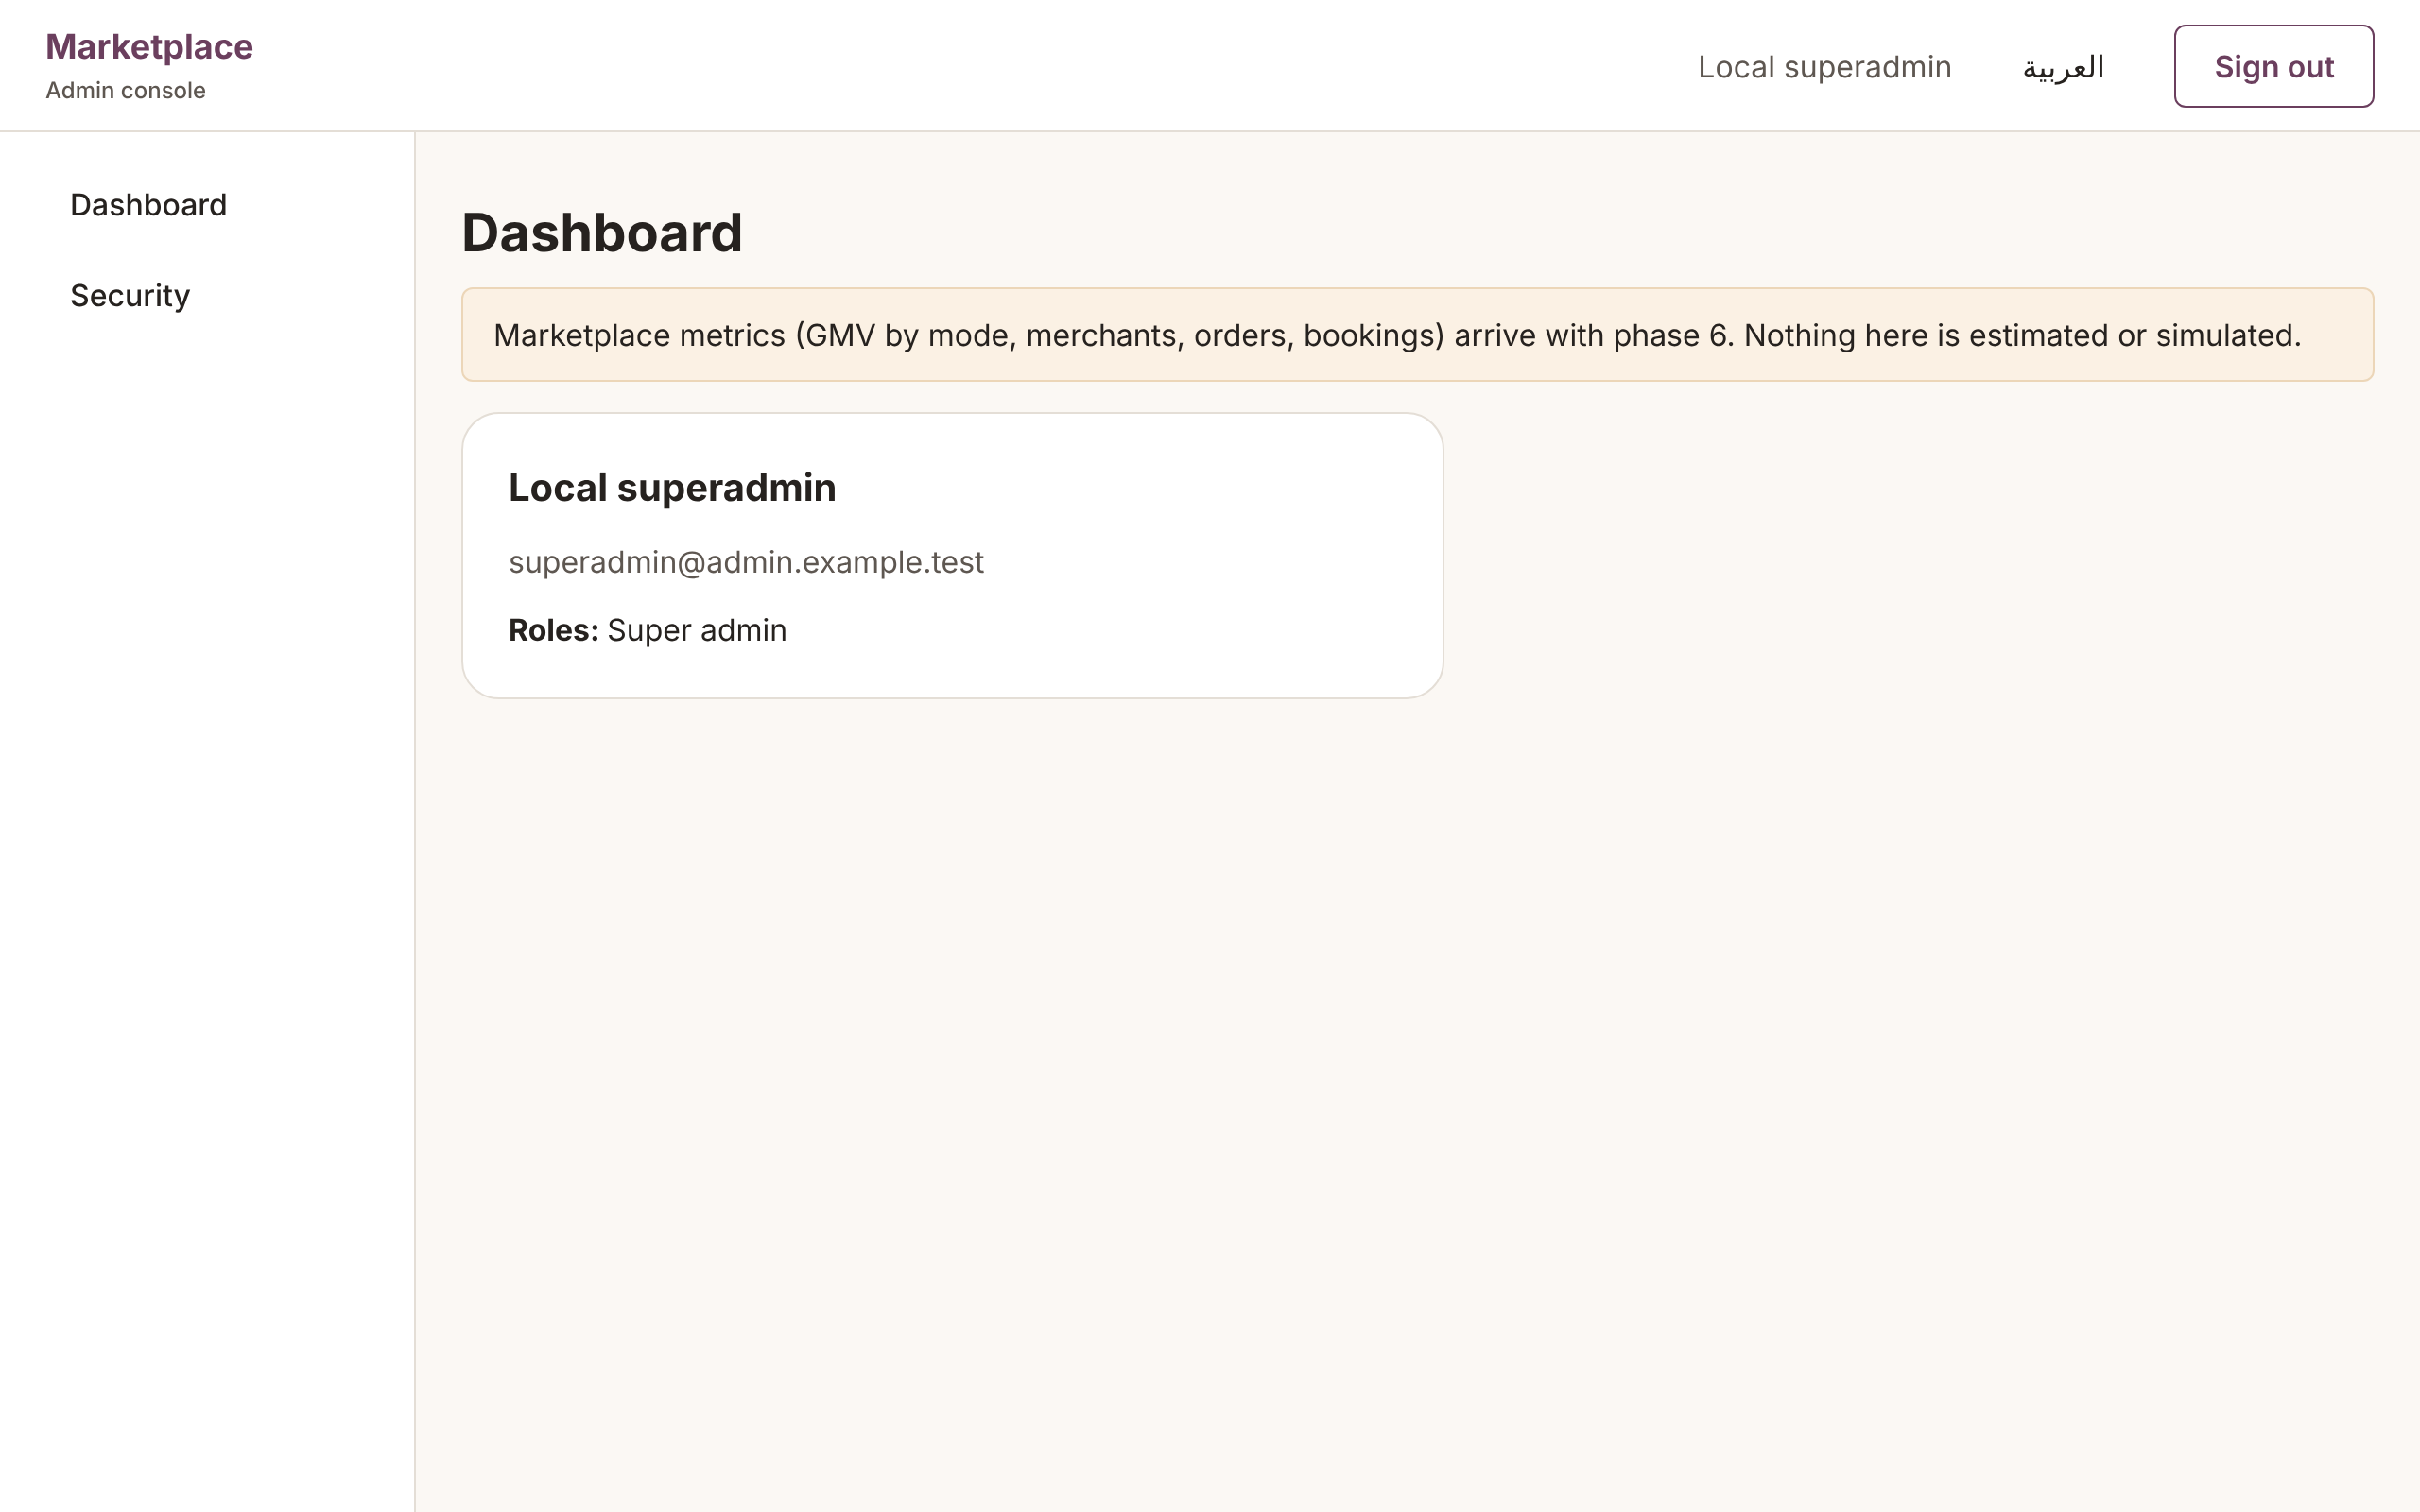 Marketplace
Admin console
Local superadmin
العربية
Sign out
Dashboard
Security
Dashboard
Marketplace metrics (GMV by mode, merchants, orders, bookings) arrive with phase 6. Nothing here is estimated or simulated.
Local superadmin
superadmin@admin.example.test
Roles: Super admin